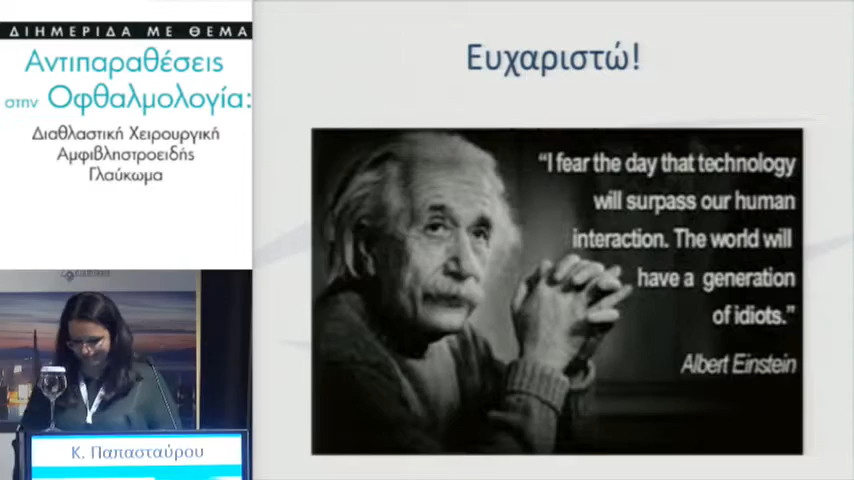 ΔΙΗΜΕΡΙΔΑ ΜΕ ΘΕΜΑ
Αντιπαραθέσεις
στην Οφθαλμολογία:
Διαθλαστική Χειρουργική
Αμφιβληστροειδής
Γλαύκωμα
Κ. Παπασταύρου
Ευχαριστώ!
“I fear the day that technology
will surpass our human
interaction. The world will
have a generation
of idiots.”
Albert Einstein